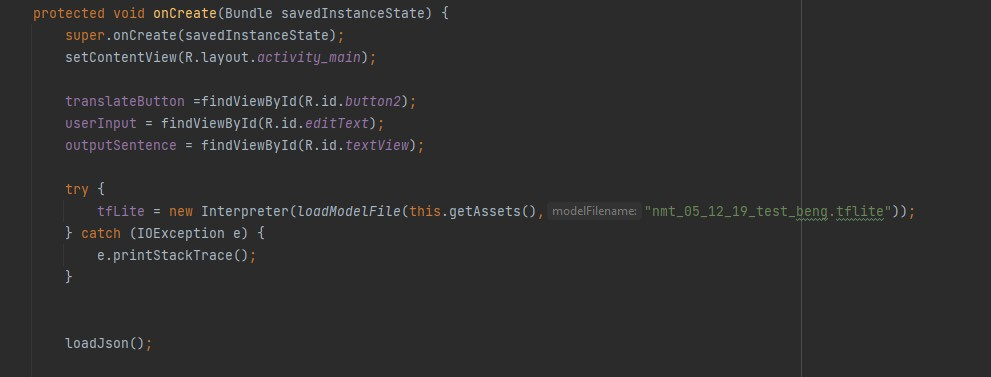 protected void onCreate(Bundle savedInstanceState) {
super.onCreate(savedInstanceState);
setContentView(R.layout.activity_main);
translateButton =findViewById(R.id.button2);
userInput = findViewById(R.id.editText);
outputSentence = findViewById(R.id.textView);
try {
tfLite = new Interpreter(loadModelFile(this.getAssets(), modelFilename: "nmt_05_12_19_test_beng.tflite"));
} catch (IOException e) {
e.printStackTrace();
}
loadJson();